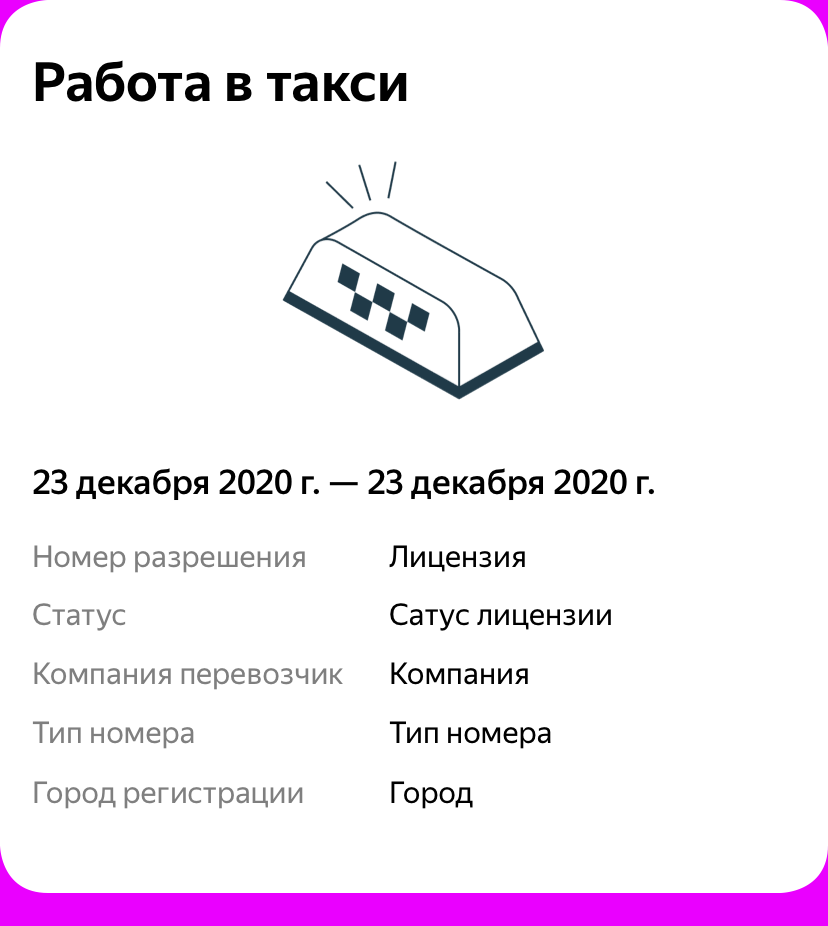 Работа в такси
23 декабря 2020 г. — 23 декабря 2020 г.
Номер разрешения Лицензия
Статус Сатус лицензии
Компания перевозчик Компания
Тип номера Тип номера
Город регистрации Город